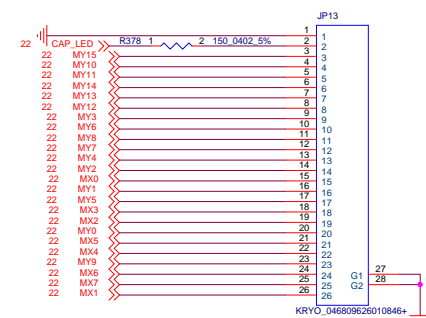 JP13
1 1
22 CAP_LED R378 1 2 150_0402_5% 2 2
22 MY15 3 3
22 MY10 4 4
22 MY11 5 5
22 MY14 6 6
22 MY13 7 7
22 MY12 8 8
22 MY3 9 9
22 MY6 10 10
22 MY8 11 11
22 MY7 12 12
22 MY4 13 13
22 MY2 14 14
22 MX0 15 15
22 MY1 16 16
22 MY5 17 17
22 MX3 18 18
22 MX2 19 19
22 MY0 20 20
22 MX5 21 21
22 MX4 22 22
22 MY9 23 23
22 MX6 24 24 G1 27
22 MX7 25 25 G2 28
22 MX1 26 26
KRYO_046809626010846+